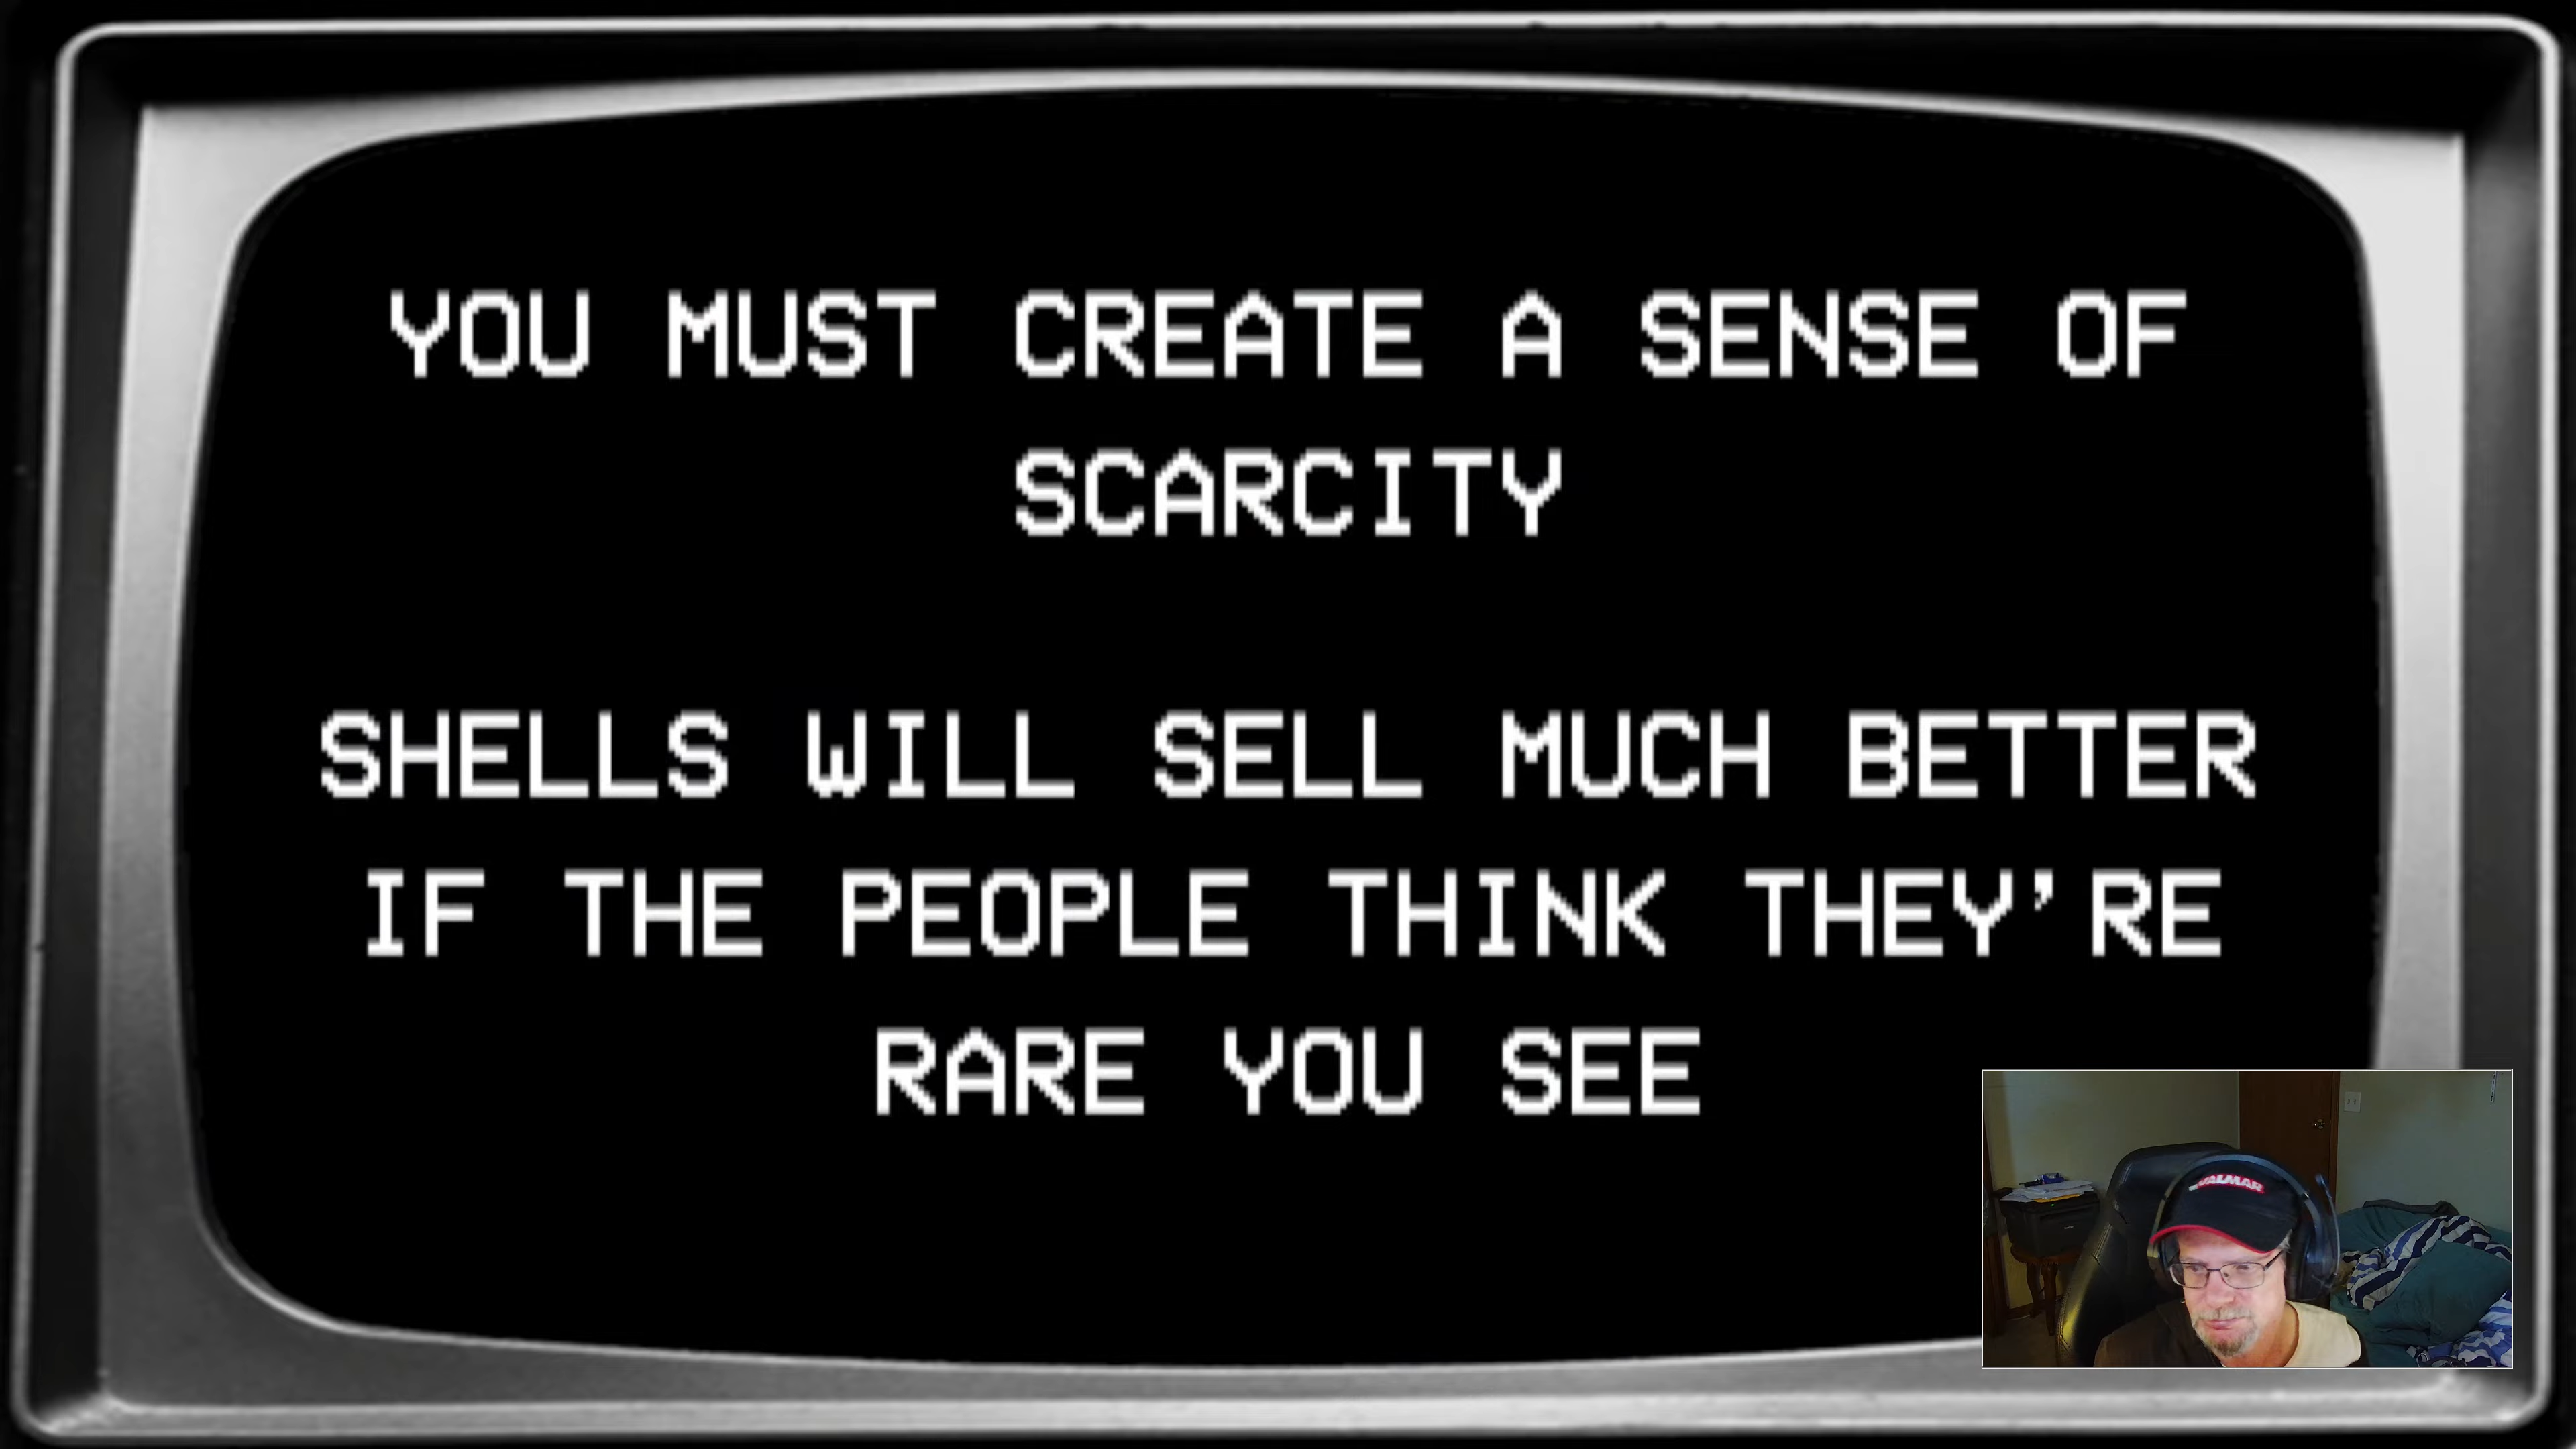 YOU MUST CREATE A SENSE OF
SCARCITY
SHELLS WILL SELL MUCH BETTER
IF THE PEOPLE THINK THEY'RE
RARE YOU SEE
VALMAR